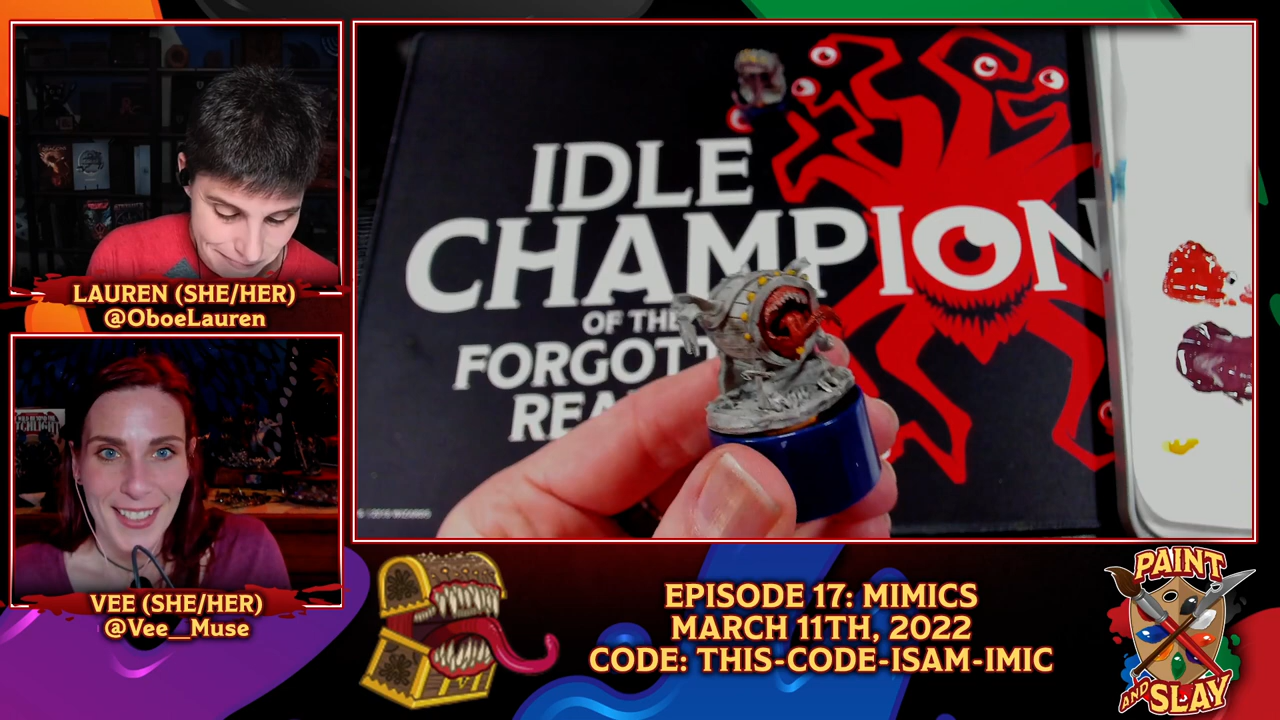 LAUREN (SHE/HER)
@OboeLauren
VEE (SHE/HER)
@Vee__Muse
IDLE
CHAMPION
OF THE
FORGOTT
REA
EPISODE 17: MIMICS
MARCH 11TH, 2022
CODE: THIS-CODE-ISAM-IMIC
PAINT
AND SLAY